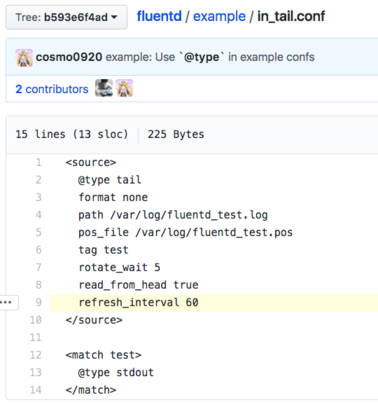 Tree: b593e6f4ad
fluentd / example / in_tail.conf
cosmo0920 example: Use `@type` in example confs
2 contributors
15 lines (13 sloc) 225 Bytes
1 <source>
2 @type tail
3 format none
4 path /var/log/fluentd_test.log
5 pos_file /var/log/fluentd_test.pos
6 tag test
7 rotate_wait 5
8 read_from_head true
9 refresh_interval 60
10 </source>
11
12 <match test>
13 @type stdout
14 </match>